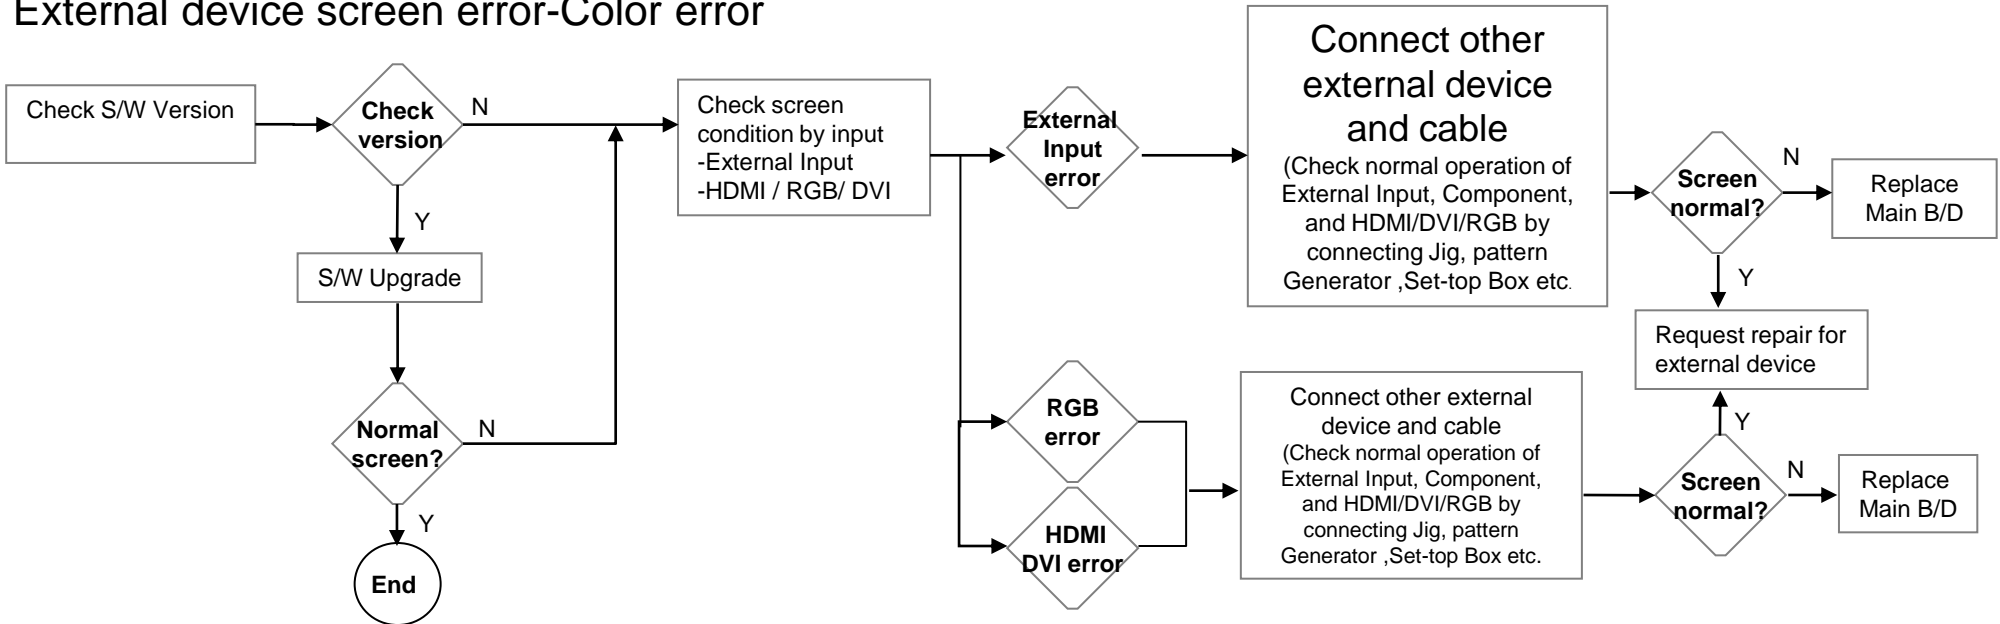 External device screen error-Color error
Check S/W Version
Check
version
N
Y
S/W Upgrade
Normal
screen?
N
Y
End
Check screen
condition by input
-External Input
-HDMI / RGB/ DVI
External
Input
error
Connect other
external device
and cable
(Check normal operation of
External Input, Component,
and HDMI/DVI/RGB by
connecting Jig, pattern
Generator ,Set-top Box etc.
Screen
normal?
N
Replace
Main B/D
Y
Request repair for
external device
RGB
error
HDMI
DVI error
Connect other external
device and cable
(Check normal operation of
External Input, Component,
and HDMI/DVI/RGB by
connecting Jig, pattern
Generator ,Set-top Box etc.
Y
Screen
normal?
N
Replace
Main B/D